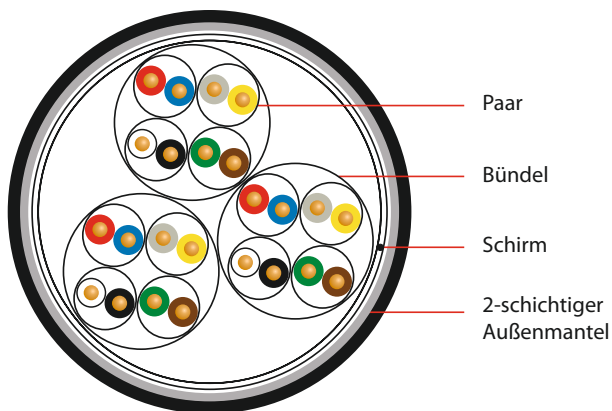 Paar
Bündel
Schirm
2-schichtiger
Außenmantel